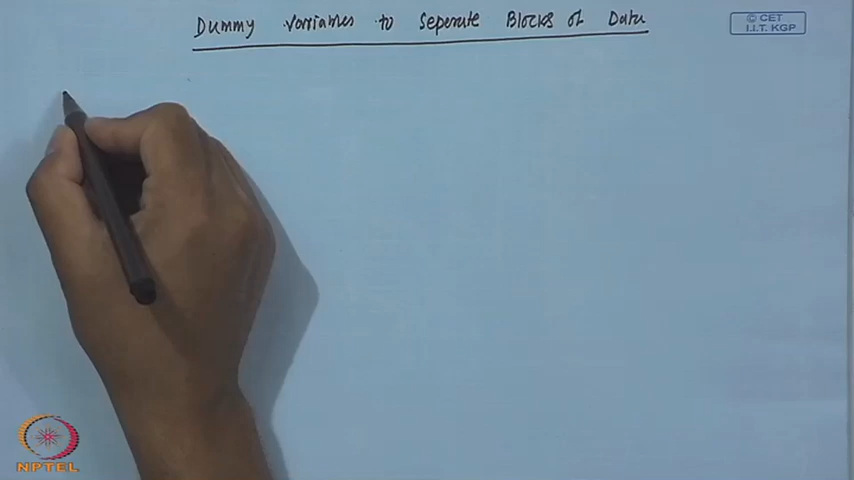 Dummy variables to Seperate Blocks of Data
© CET
I.I.T. KGP
NPTEL